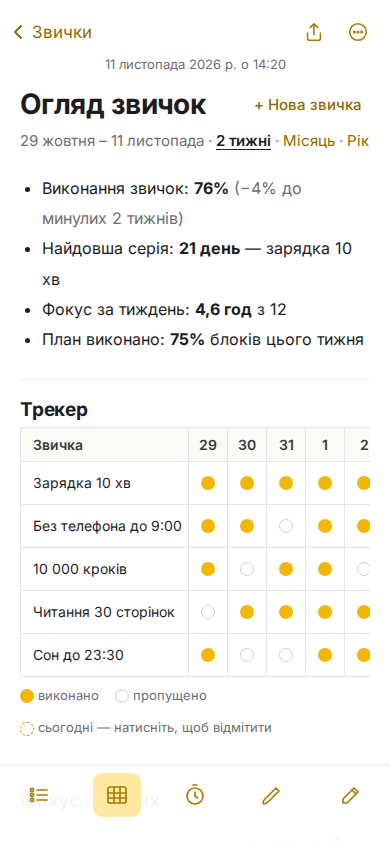 Звички
11 листопада 2026 р. о 14:20
Огляд звичок
+ Нова звичка
29 жовтня – 11 листопада · 2 тижні · Місяць · Рік
• Виконання звичок: 76% (−4% до
минулих 2 тижнів)
• Найдовша серія: 21 день — зарядка 10
хв
• Фокус за тиждень: 4,6 год з 12
• План виконано: 75% блоків цього тижня
Трекер
Звичка 29 30 31 1 2
Зарядка 10 хв
Без телефона до 9:00
10 000 кроків
Читання 30 сторінок
Сон до 23:30
виконано пропущено
сьогодні — натисніть, щоб відмітити